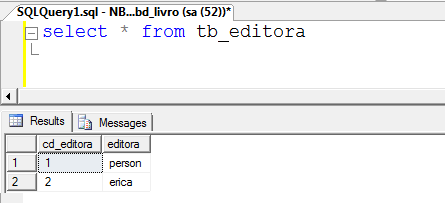 SQLQuery1.sql - NB...bd_livro (sa (52))*
select * from tb_editora
Results Messages
cd_editora editora
1 1 person
2 2 erica